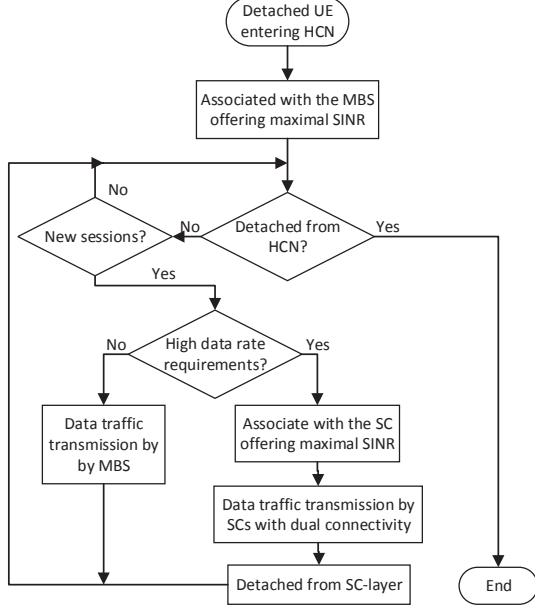 Detached UE
entering HCN
Associated with the MBS
offering maximal SINR
No
New sessions?
No
Detached from
HCN?
Yes
Yes
No
High data rate
requirements?
Yes
Data traffic
transmission by
by MBS
Associate with the SC
offering maximal SINR
Data traffic transmission by
SCs with dual connectivity
Detached from SC-layer
End